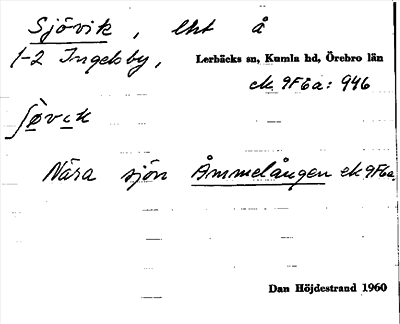 Sjövik, lht å
1-2 Ingelsby, Lerbäcks sn, Kumla hd, Örebro län
ek 9F6a: 946
ʃø̱vi̱k
Nära sjön Åmmelången ek 9F6a.
Dan Höjdestrand 1960